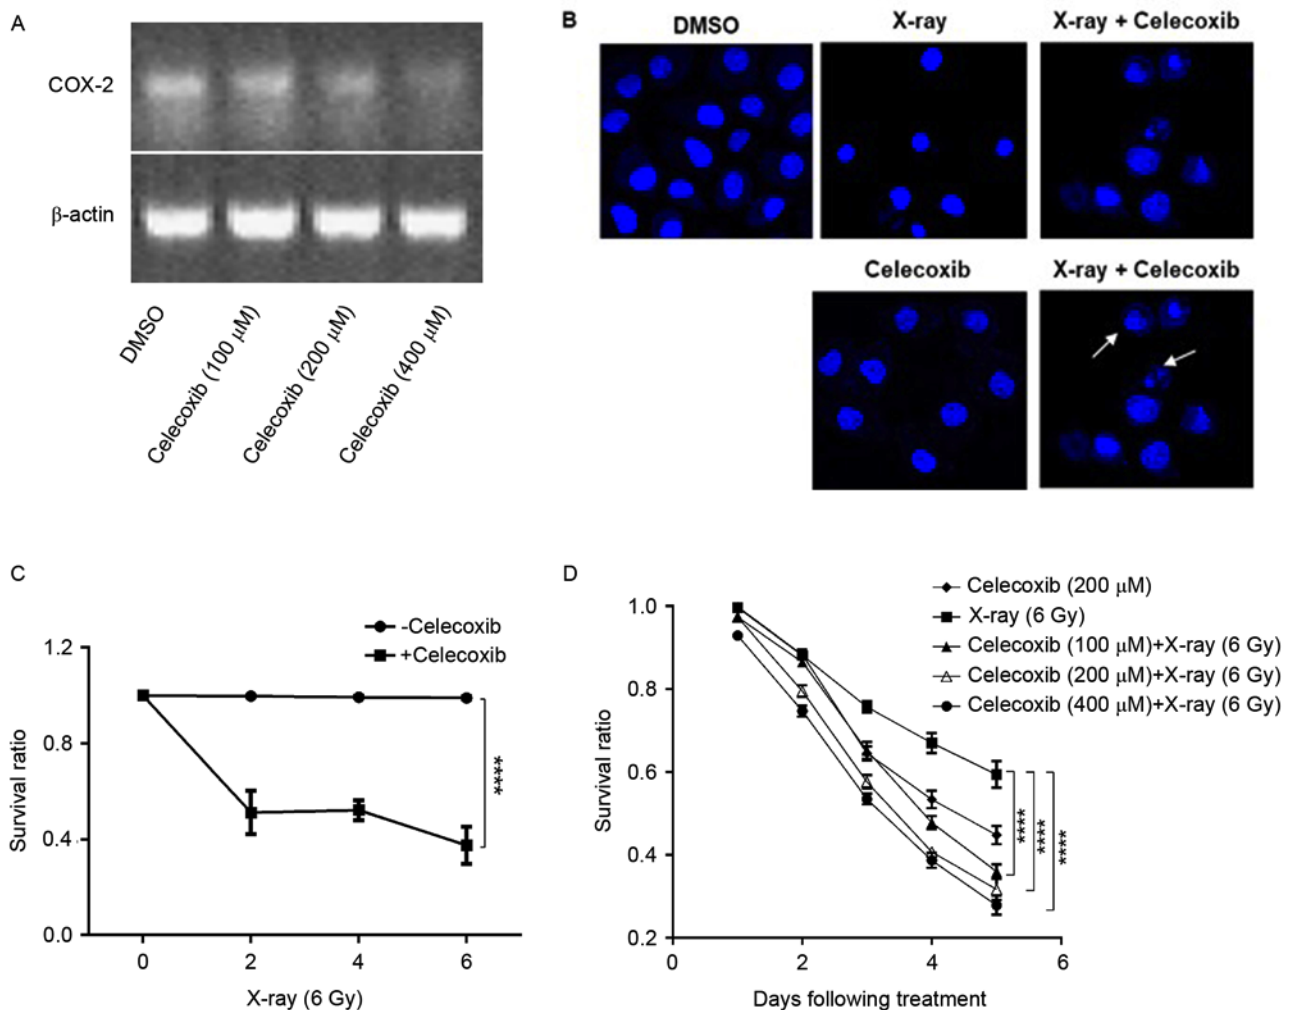 A
COX-2
β-actin
DMSO
Celecoxib (100 μM)
Celecoxib (200 μM)
Celecoxib (400 μM)
B
DMSO
X-ray
X-ray + Celecoxib
Celecoxib
X-ray + Celecoxib
C
-Celecoxib
+Celecoxib
1.2
0.8
0.4
0.0
Survival ratio
****
0 2 4 6
X-ray (6 Gy)
D
Celecoxib (200 μM)
X-ray (6 Gy)
Celecoxib (100 μM)+X-ray (6 Gy)
Celecoxib (200 μM)+X-ray (6 Gy)
Celecoxib (400 μM)+X-ray (6 Gy)
1.0
0.8
0.6
0.4
0.2
Survival ratio
****
****
****
0 2 4 6
Days following treatment